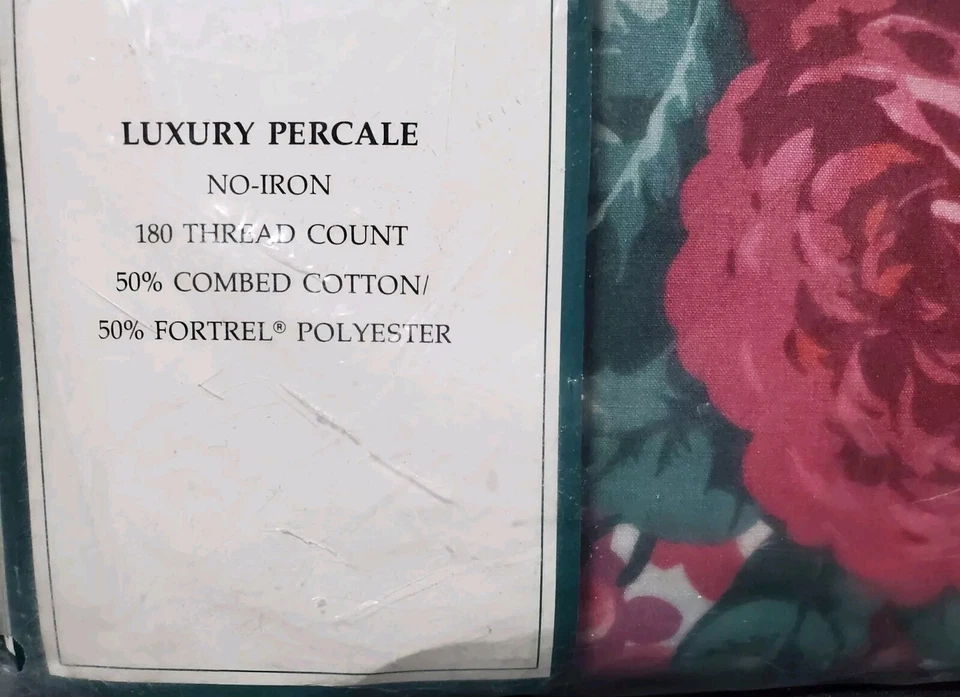 LUXURY PERCALE
NO-IRON
180 THREAD COUNT
50% COMBED COTTON/
50% FORTREL® POLYESTER